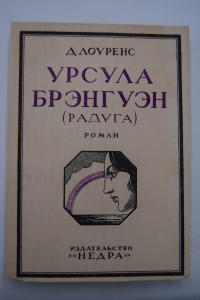 Д. ЛОУРЕНС
УРСУЛА
БРЭНГУЭН
(РАДУГА)
РОМАН
ИЗДАТЕЛЬСТВО
«НЕДРА»